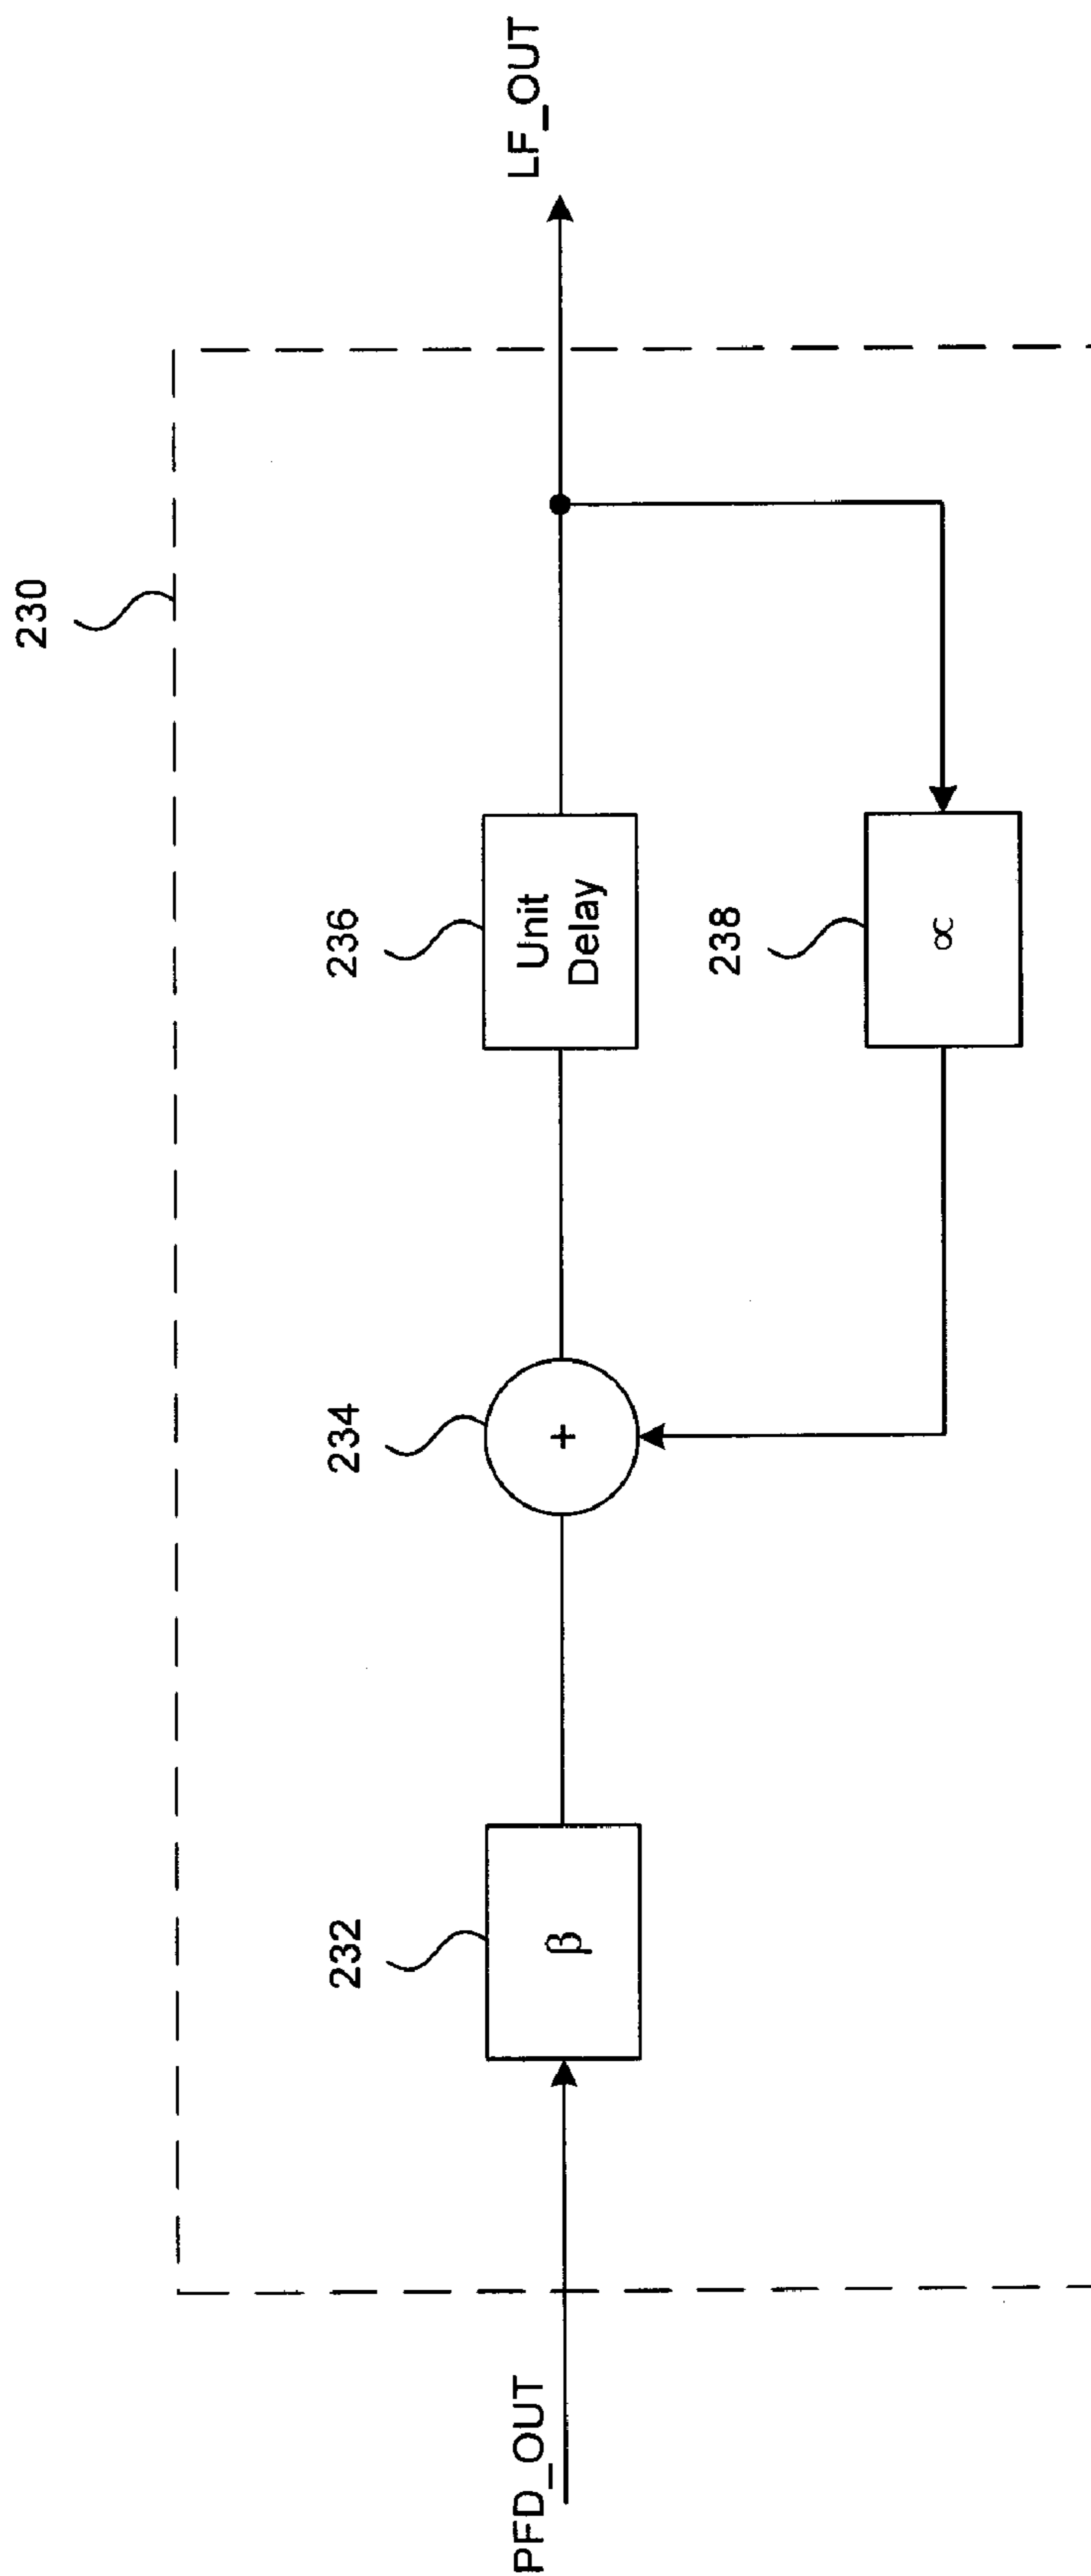 230
PFD_OUT
232
β
234
+
236
Unit
Delay
238
∝
LF_OUT